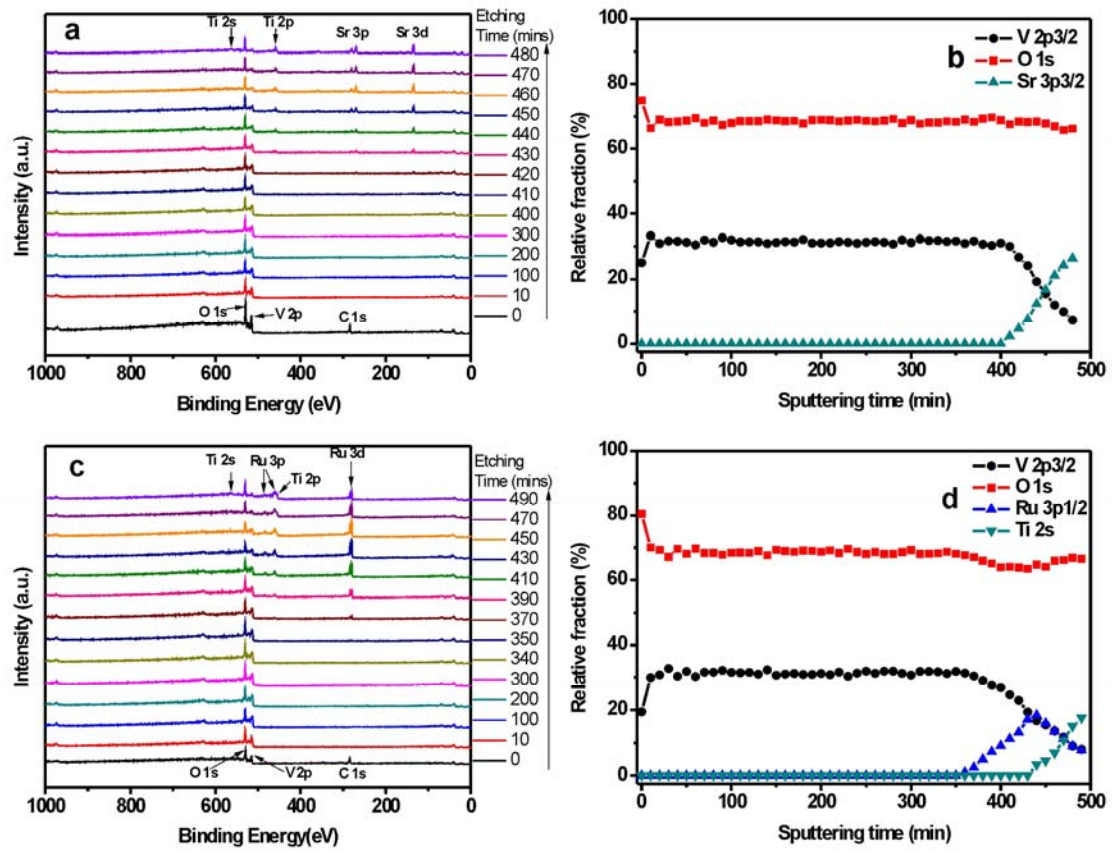 a
Ti 2s
Ti 2p
Sr 3p
Sr 3d
Etching
Time (mins)
480
470
460
450
440
430
420
410
400
300
200
100
10
0
O 1s
V 2p
C 1s
Intensity (a.u.)
1000
800
600
400
200
0
Binding Energy (eV)
b
V 2p3/2
O 1s
Sr 3p3/2
Relative fraction (%)
100
80
60
40
20
0
0
100
200
300
400
500
Sputtering time (min)
c
Ti 2s
Ru 3p
Ti 2p
Ru 3d
Etching
Time (mins)
490
470
450
430
410
390
370
350
340
300
200
100
10
0
O 1s
V 2p
C 1s
Intensity (a.u.)
1000
800
600
400
200
0
Binding Energy(eV)
d
V 2p3/2
O 1s
Ru 3p1/2
Ti 2s
Relative fraction (%)
100
80
60
40
20
0
0
100
200
300
400
500
Sputtering time (min)